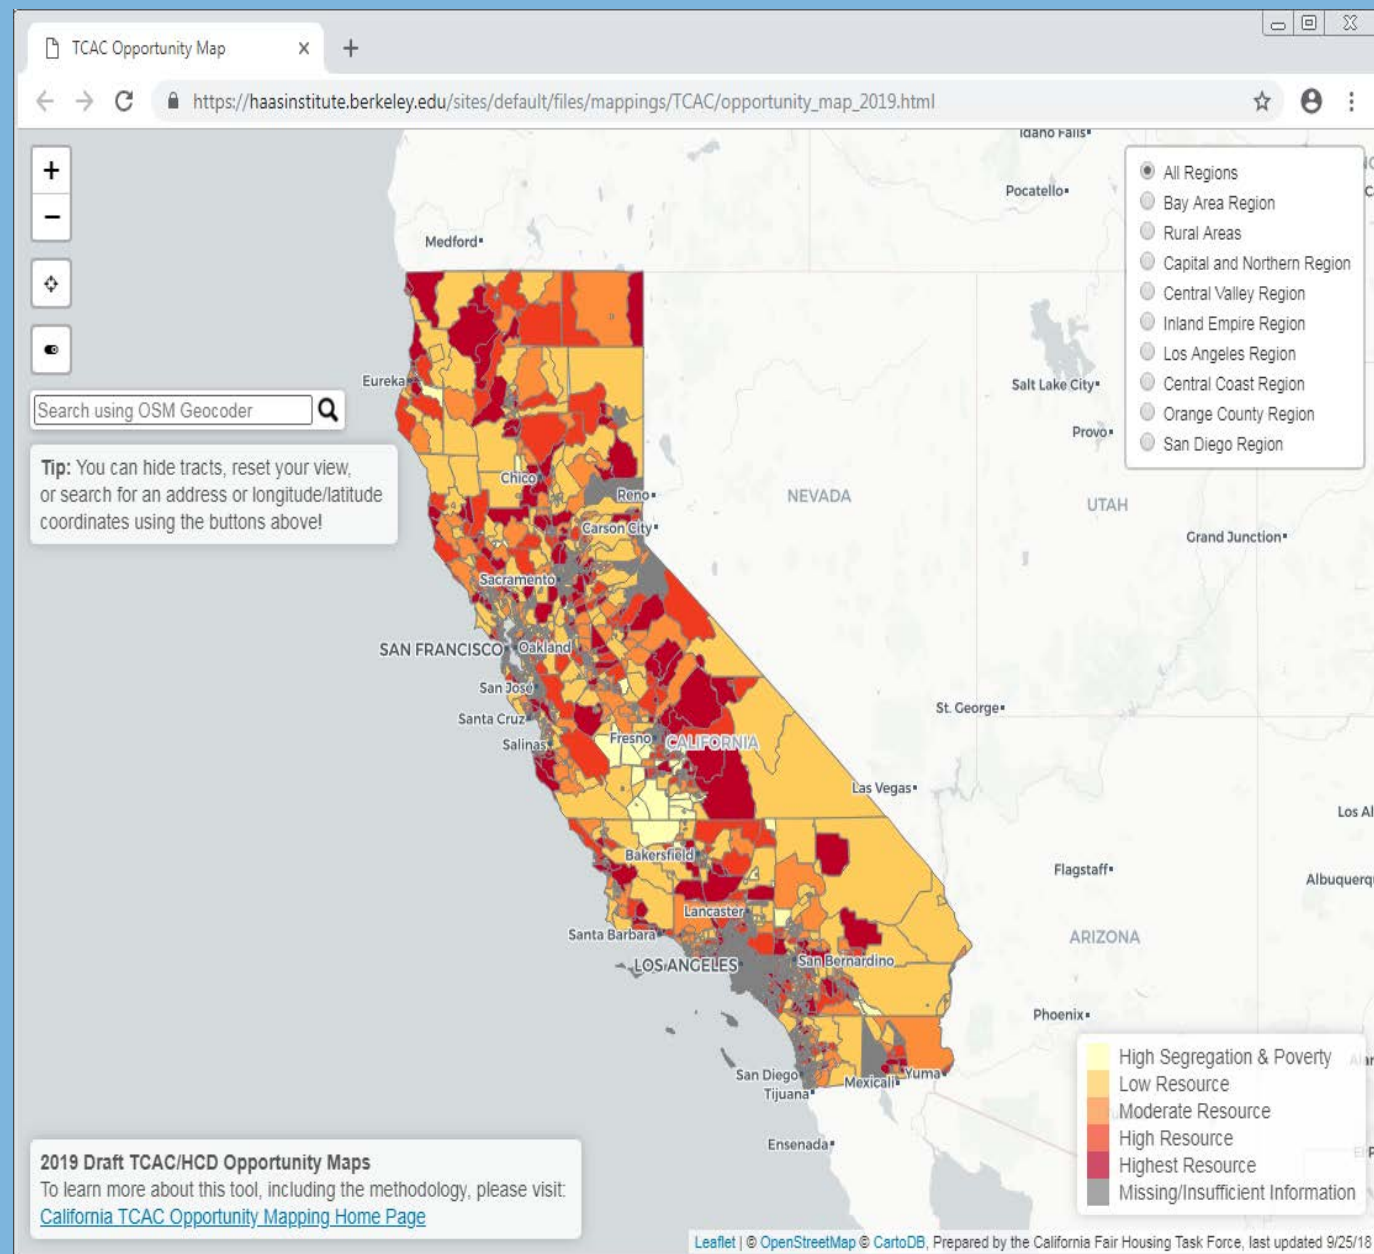 TCAC Opportunity Map
https://haasinstitute.berkeley.edu/sites/default/files/mappings/TCAC/opportunity_map_2019.html
+
−
Search using OSM Geocoder
Tip: You can hide tracts, reset your view,
or search for an address or longitude/latitude
coordinates using the buttons above!
All Regions
Bay Area Region
Rural Areas
Capital and Northern Region
Central Valley Region
Inland Empire Region
Los Angeles Region
Central Coast Region
Orange County Region
San Diego Region
Idaho Falls
Pocatello
Medford
Eureka
Salt Lake City
Provo
Chico
Reno
NEVADA
UTAH
Carson City
Grand Junction
Sacramento
SAN FRANCISCO
Oakland
San José
St. George
Santa Cruz
Salinas
Fresno
CALIFORNIA
Las Vegas
Los Al
Bakersfield
Flagstaff
Albuquerqu
Lancaster
Santa Barbara
ARIZONA
LOS ANGELES
San Bernardino
Phoenix
San Diego
Mexicali
Yuma
Tijuana
Ensenada
High Segregation & Poverty
Low Resource
Moderate Resource
High Resource
Highest Resource
Missing/Insufficient Information
2019 Draft TCAC/HCD Opportunity Maps
To learn more about this tool, including the methodology, please visit:
California TCAC Opportunity Mapping Home Page
Leaflet | © OpenStreetMap © CartoDB, Prepared by the California Fair Housing Task Force, last updated 9/25/18